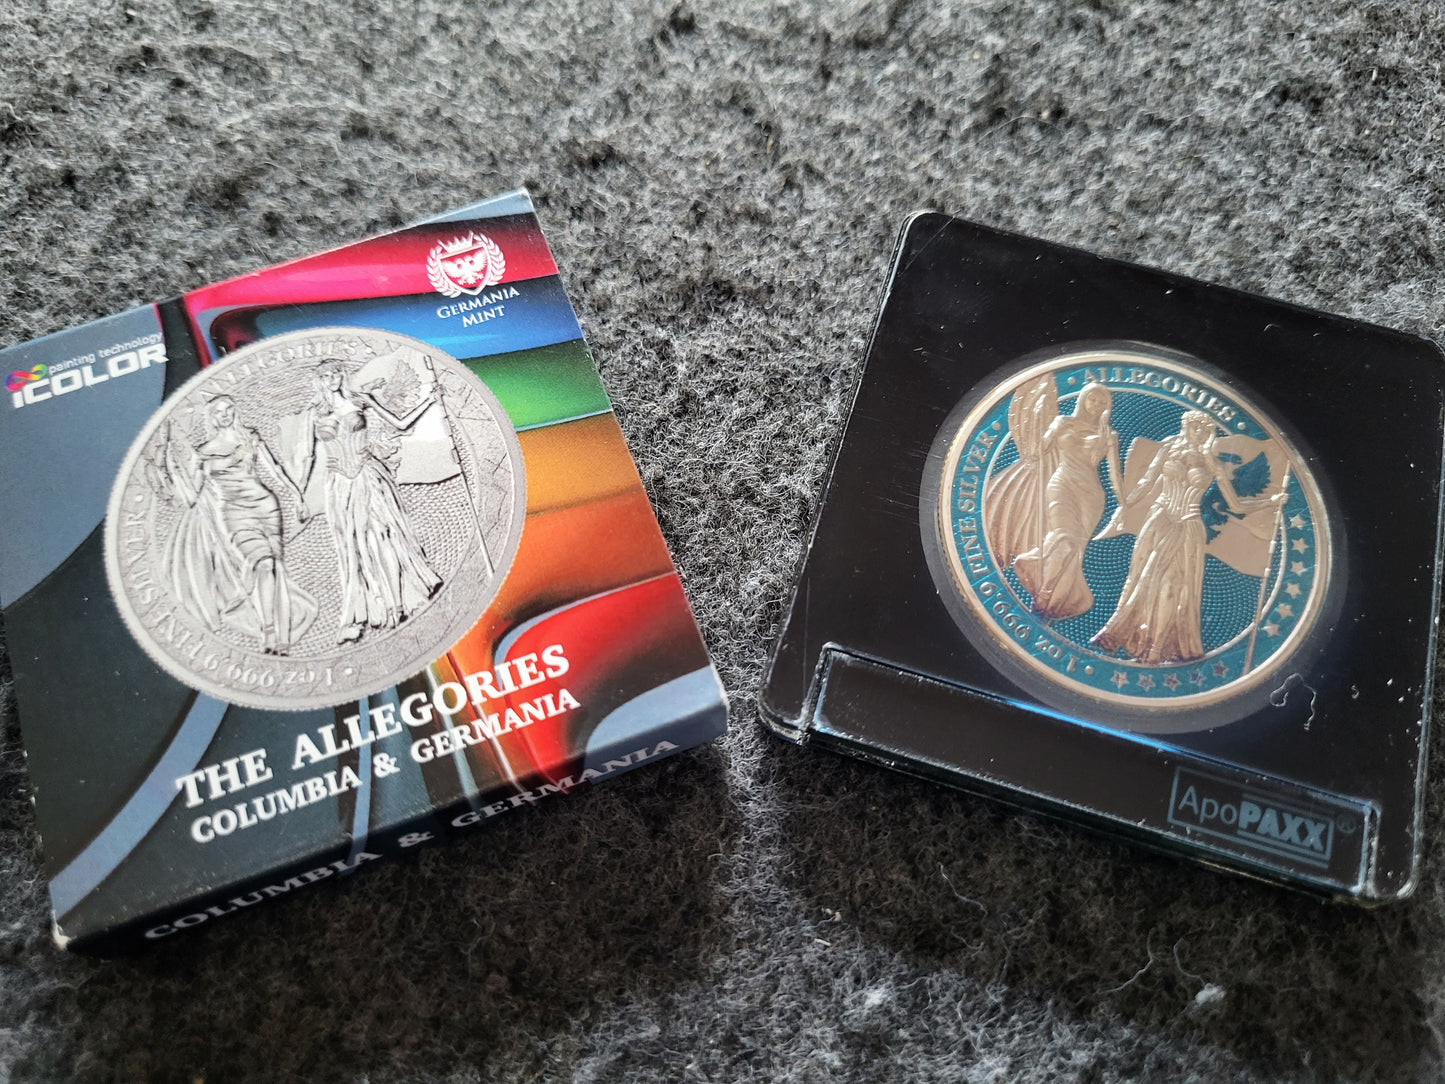 painting technology
iCOLOR
GERMANIA
MINT
ALLEGORIES
1 oz 999.9 FINE SILVER
THE ALLEGORIES
COLUMBIA & GERMANIA
COLUMBIA & GERMANIA
ALLEGORIES
1 oz 999.9 FINE SILVER
ApoPAXX®